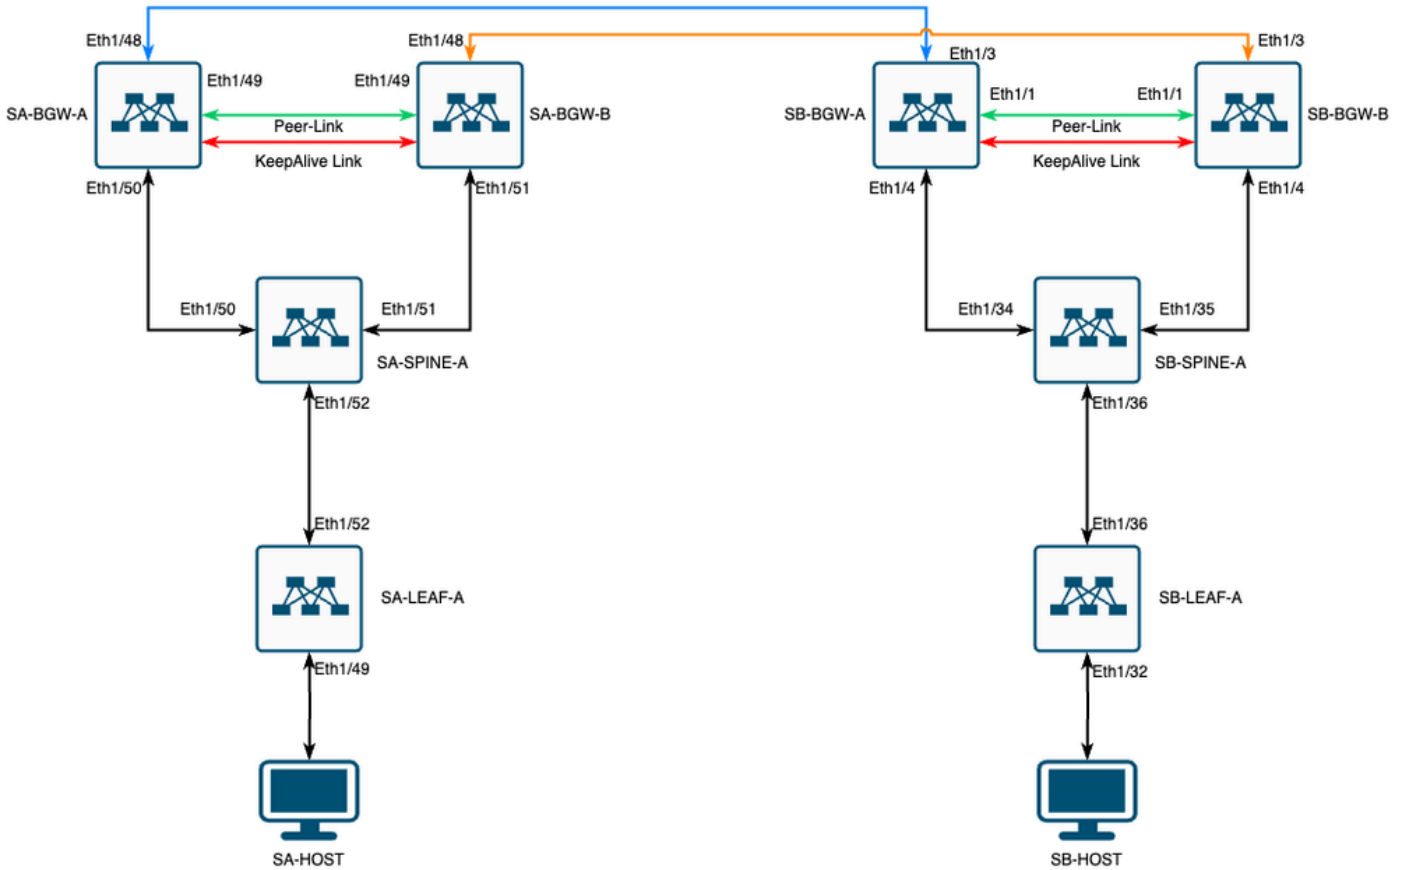 Eth1/48
Eth1/48
Eth1/3
Eth1/3
Eth1/49
Eth1/49
Eth1/1
Eth1/1
SA-BGW-A
SA-BGW-B
SB-BGW-A
SB-BGW-B
Peer-Link
Peer-Link
KeepAlive Link
KeepAlive Link
Eth1/50
Eth1/51
Eth1/4
Eth1/4
Eth1/50
Eth1/51
Eth1/34
Eth1/35
SA-SPINE-A
SB-SPINE-A
Eth1/52
Eth1/36
Eth1/52
Eth1/36
SA-LEAF-A
SB-LEAF-A
Eth1/49
Eth1/32
SA-HOST
SB-HOST